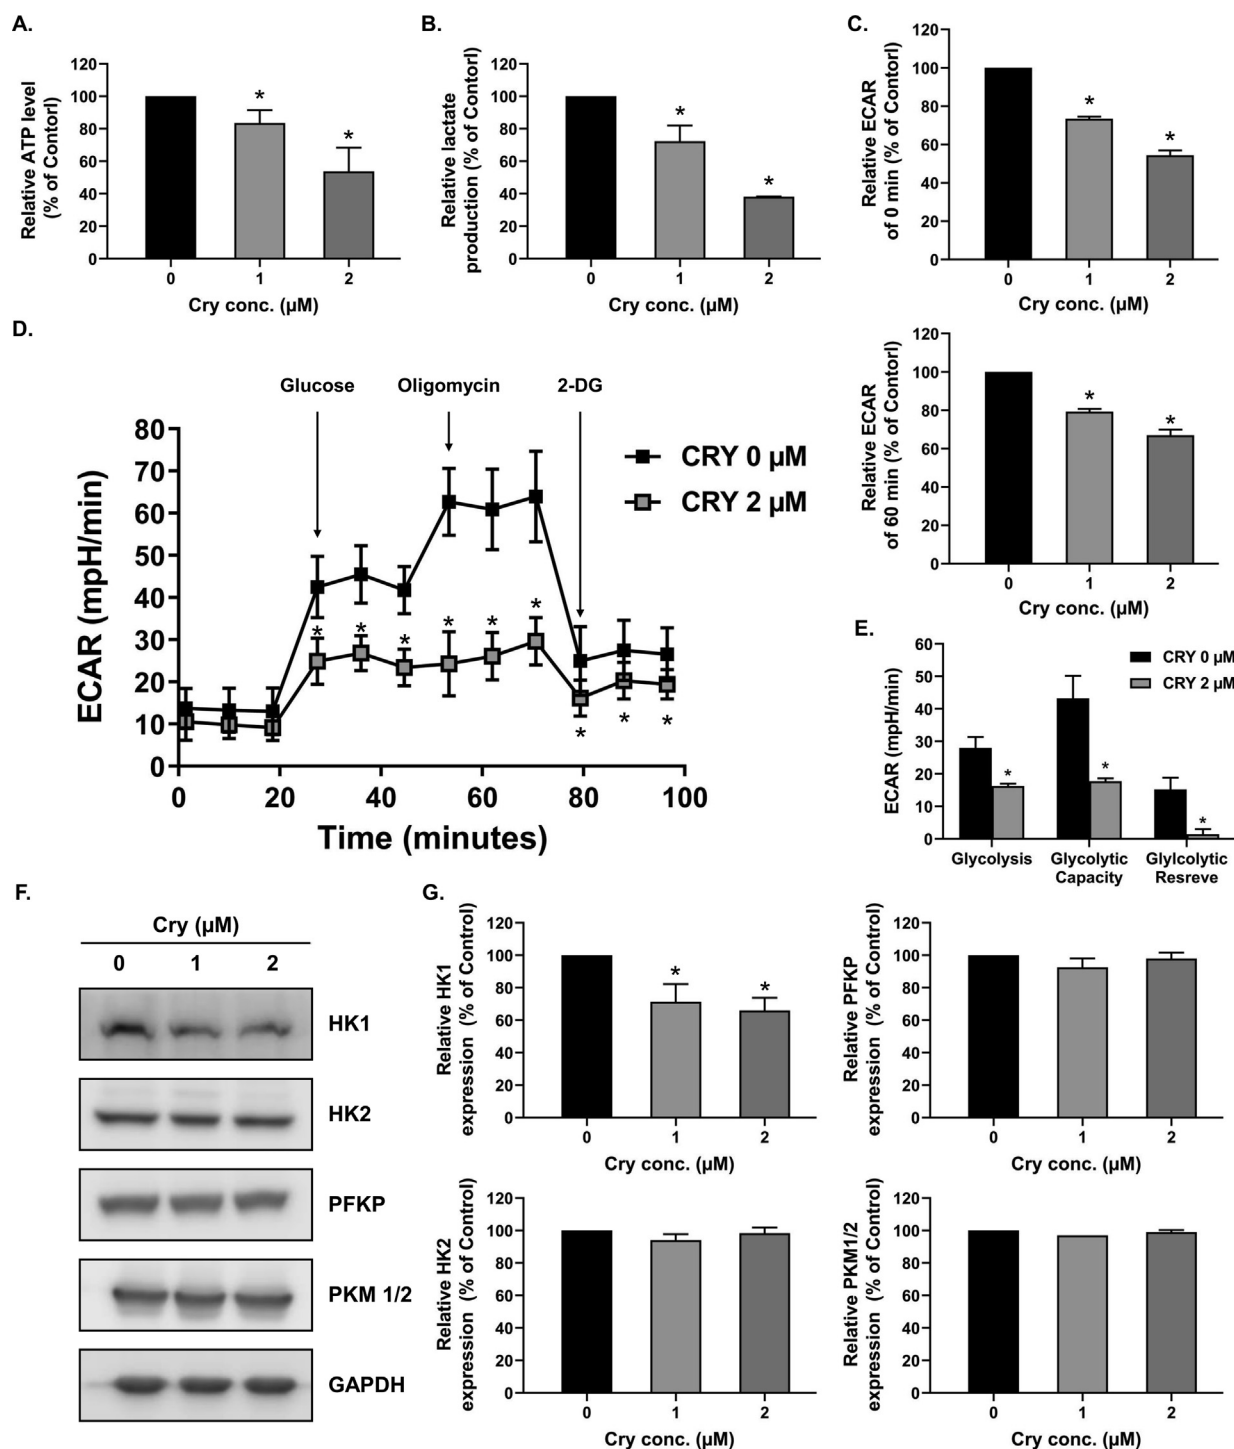 A.
Relative ATP level
(% of Contorl)
120
100
80
60
40
20
0
0 1 2
Cry conc. (µM)
*
*
B.
Relative lactate
production (% of Contorl)
120
100
80
60
40
20
0
0 1 2
Cry conc. (µM)
*
*
C.
Relative ECAR
of 0 min (% of Contorl)
120
100
80
60
40
20
0
0 1 2
Cry conc. (µM)
*
*
Relative ECAR
of 60 min (% of Contorl)
120
100
80
60
40
20
0
0 1 2
Cry conc. (µM)
*
*
D.
Glucose Oligomycin 2-DG
CRY 0 µM
CRY 2 µM
ECAR (mpH/min)
80
70
60
50
40
30
20
10
0
0 20 40 60 80 100
Time (minutes)
* * * * * *
* * *
E.
CRY 0 µM
CRY 2 µM
ECAR (mpH/min)
60
50
40
30
20
10
0
* * *
Glycolysis Glycolytic Glylcolytic
Capacity Resreve
F.
Cry (µM)
0 1 2
HK1
HK2
PFKP
PKM 1/2
GAPDH
G.
Relative HK1
expression (% of Control)
120
100
80
60
40
20
0
0 1 2
Cry conc. (µM)
*
*
Relative PFKP
expression (% of Control)
120
100
80
60
40
20
0
0 1 2
Cry conc. (µM)
Relative HK2
expression (% of Control)
120
100
80
60
40
20
0
0 1 2
Cry conc. (µM)
Relative PKM1/2
expression (% of Control)
120
100
80
60
40
20
0
0 1 2
Cry conc. (µM)